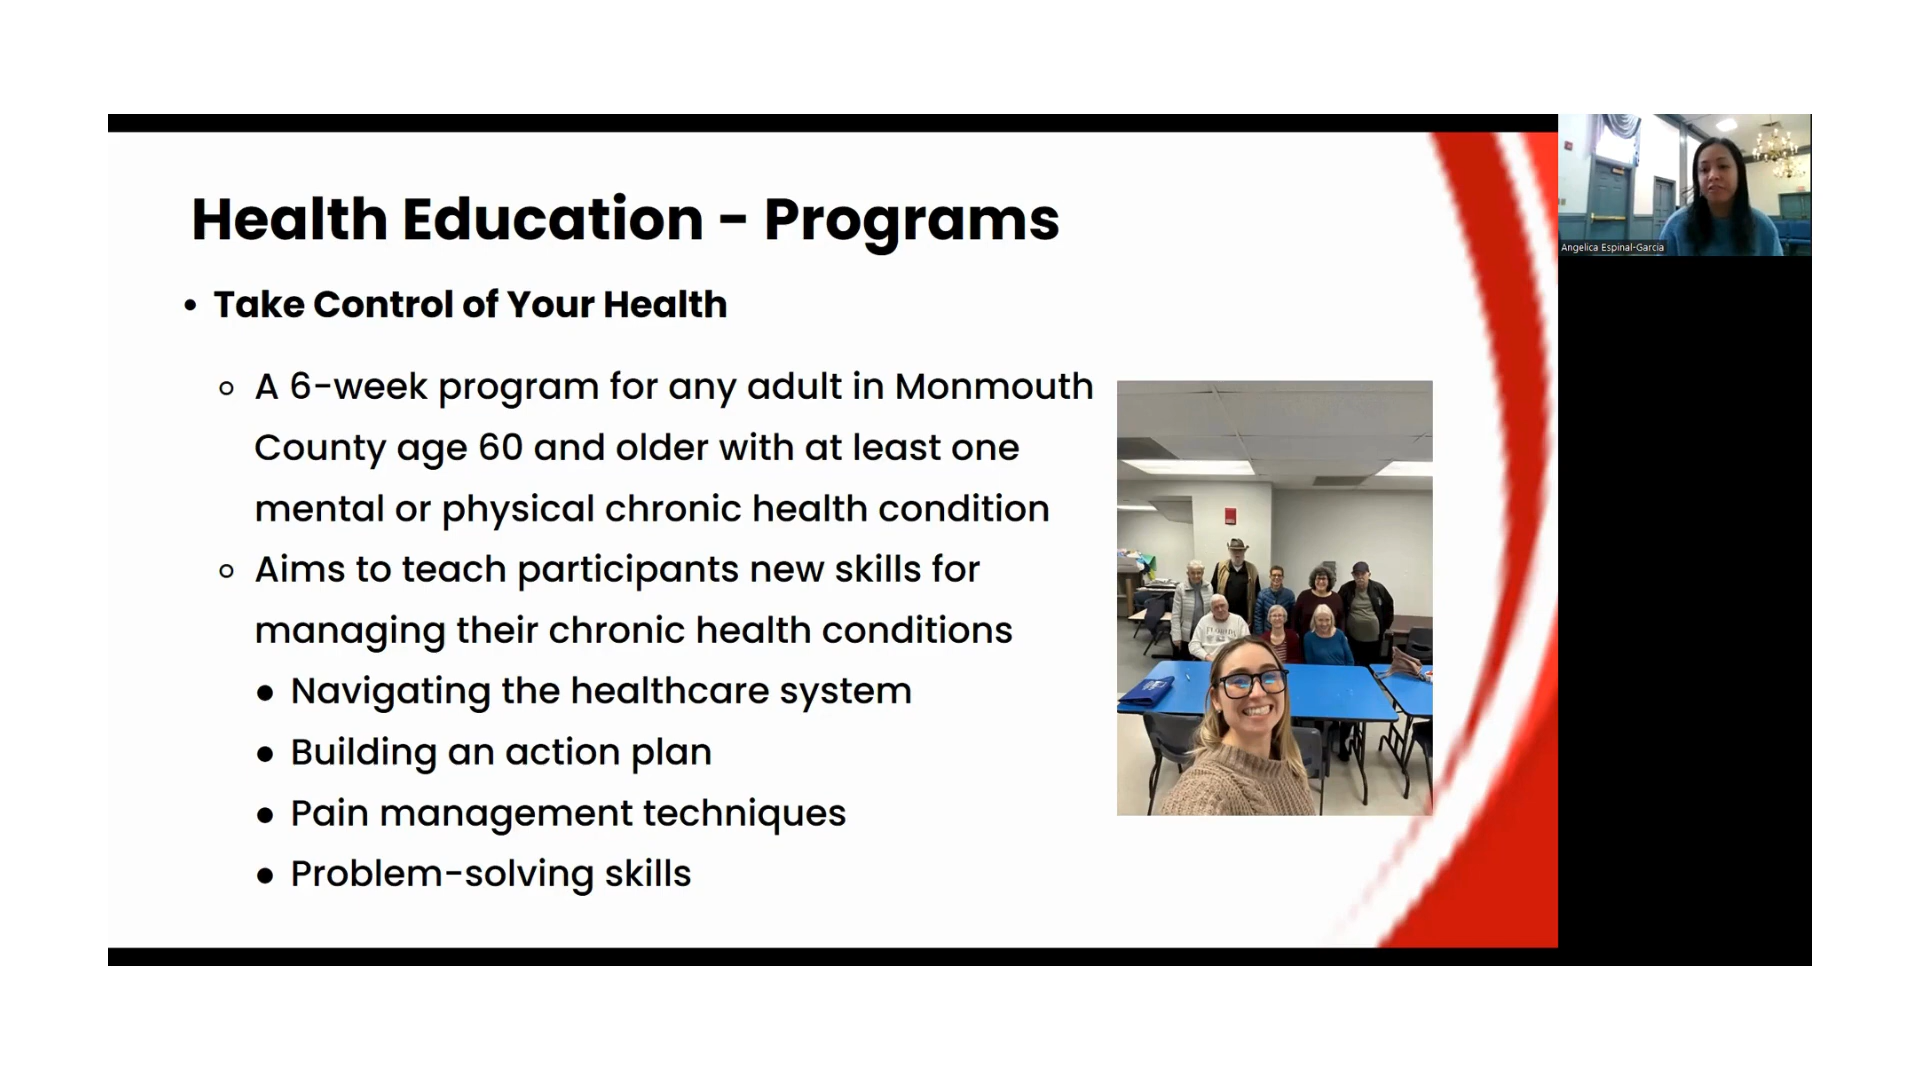 Health Education - Programs
• Take Control of Your Health
○ A 6-week program for any adult in Monmouth
County age 60 and older with at least one
mental or physical chronic health condition
○ Aims to teach participants new skills for
managing their chronic health conditions
● Navigating the healthcare system
● Building an action plan
● Pain management techniques
● Problem-solving skills
Angelica Espinal-Garcia